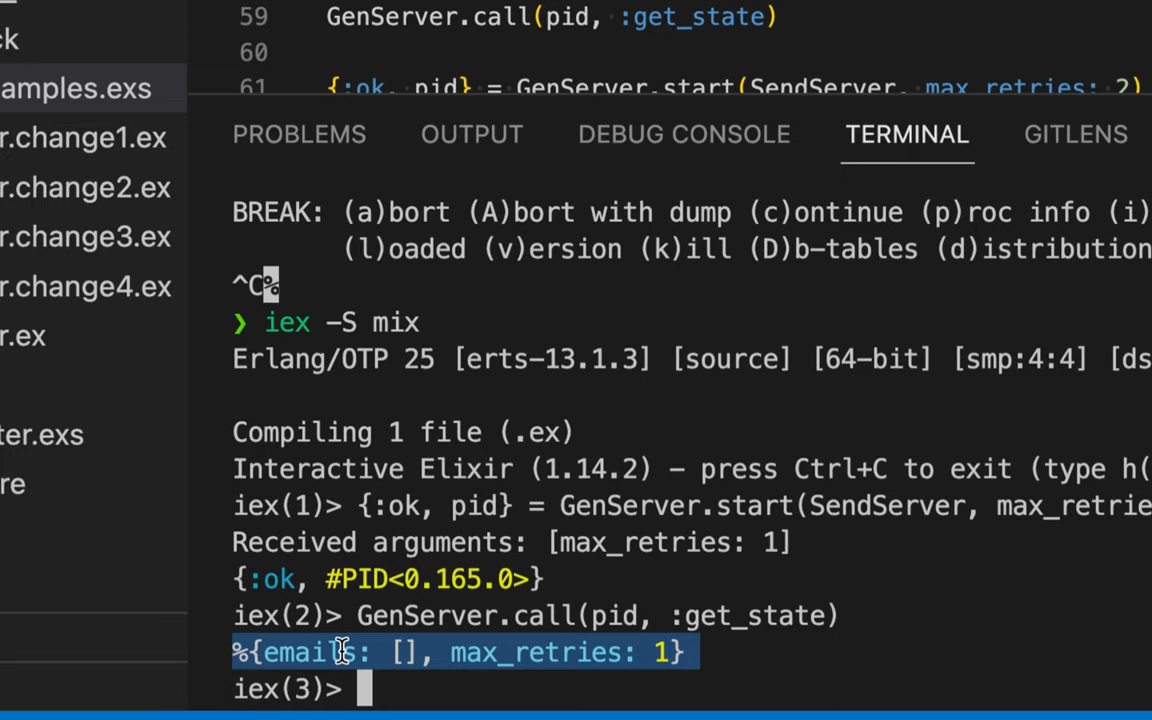 59 GenServer.call(pid, :get_state)
ck
60
amples.exs
61 {:ok, pid} = GenServer.start(SendServer, max_retries: 2)
r.change1.ex
PROBLEMS OUTPUT DEBUG CONSOLE TERMINAL GITLENS
r.change2.ex
BREAK: (a)bort (A)bort with dump (c)ontinue (p)roc info (i)
r.change3.ex
(l)oaded (v)ersion (k)ill (D)b-tables (d)istribution
r.change4.ex
^C%
r.ex
❯ iex -S mix
Erlang/OTP 25 [erts-13.1.3] [source] [64-bit] [smp:4:4] [ds
ter.exs
Compiling 1 file (.ex)
re
Interactive Elixir (1.14.2) - press Ctrl+C to exit (type h(
iex(1)> {:ok, pid} = GenServer.start(SendServer, max_retrie
Received arguments: [max_retries: 1]
{:ok, #PID<0.165.0>}
iex(2)> GenServer.call(pid, :get_state)
%{emails: [], max_retries: 1}
iex(3)>